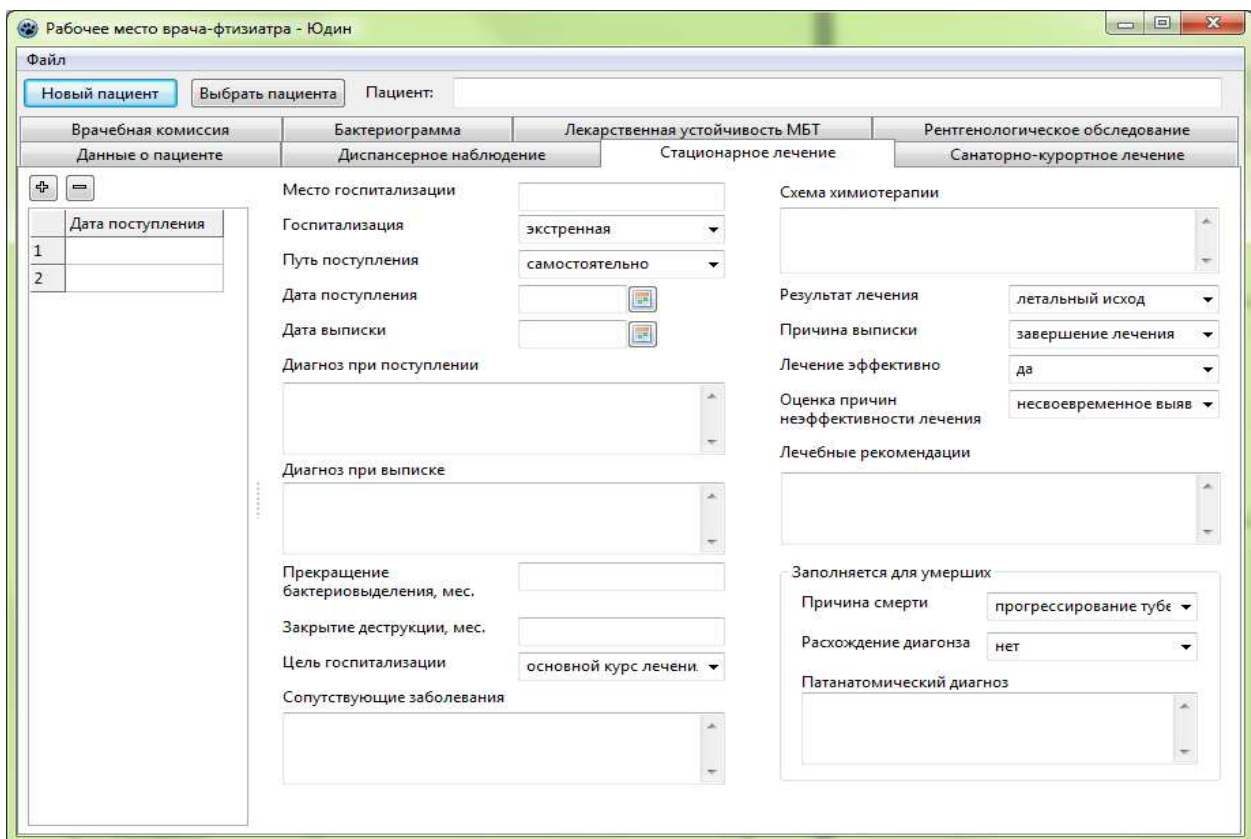 Рабочее место врача-фтизиатра - Юдин
Файл
Новый пациент
Выбрать пациента
Пациент:
Врачебная комиссия
Бактериограмма
Лекарственная устойчивость МБТ
Рентгенологическое обследование
Данные о пациенте
Диспансерное наблюдение
Стационарное лечение
Санаторно-курортное лечение
Дата поступления
1
2
Место госпитализации
Госпитализация
экстренная
Путь поступления
самостоятельно
Дата поступления
Дата выписки
Диагноз при поступлении
Диагноз при выписке
Прекращение
бактериовыделения, мес.
Закрытие деструкции, мес.
Цель госпитализации
основной курс лечени
Сопутствующие заболевания
Схема химиотерапии
Результат лечения
летальный исход
Причина выписки
завершение лечения
Лечение эффективно
да
Оценка причин
неэффективности лечения
несвоевременное выяв
Лечебные рекомендации
Заполняется для умерших
Причина смерти
прогрессирование тубе
Расхождение диагонза
нет
Патанатомический диагноз